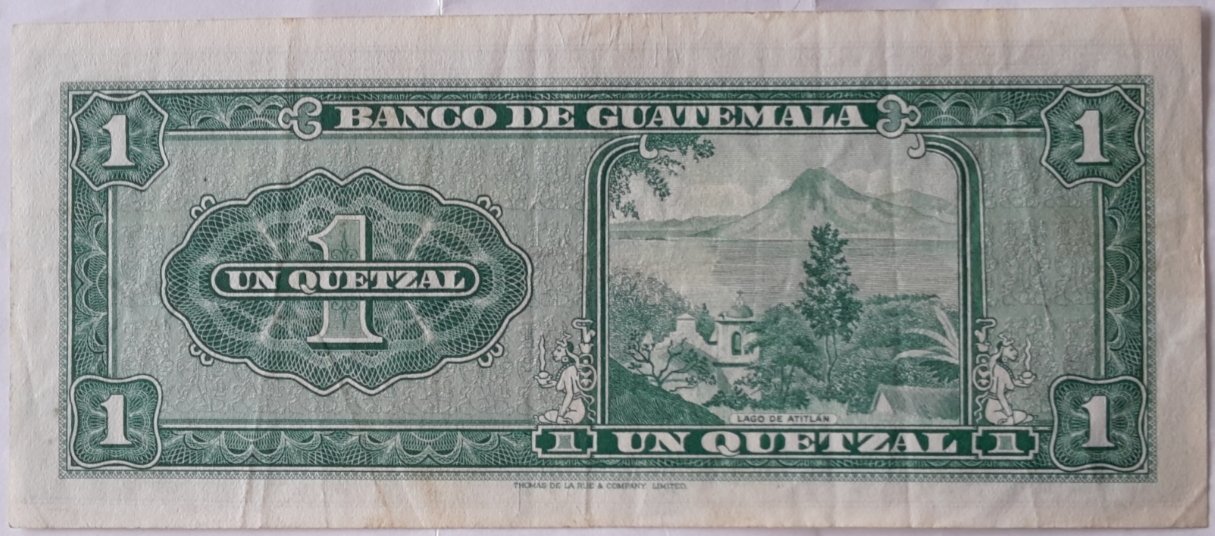 1 BANCO DE GUATEMALA 1
1
UN QUETZAL
LAGO DE ATITLÁN
1 1 UN QUETZAL 1 1
THOMAS DE LA RUE & COMPANY, LIMITED.